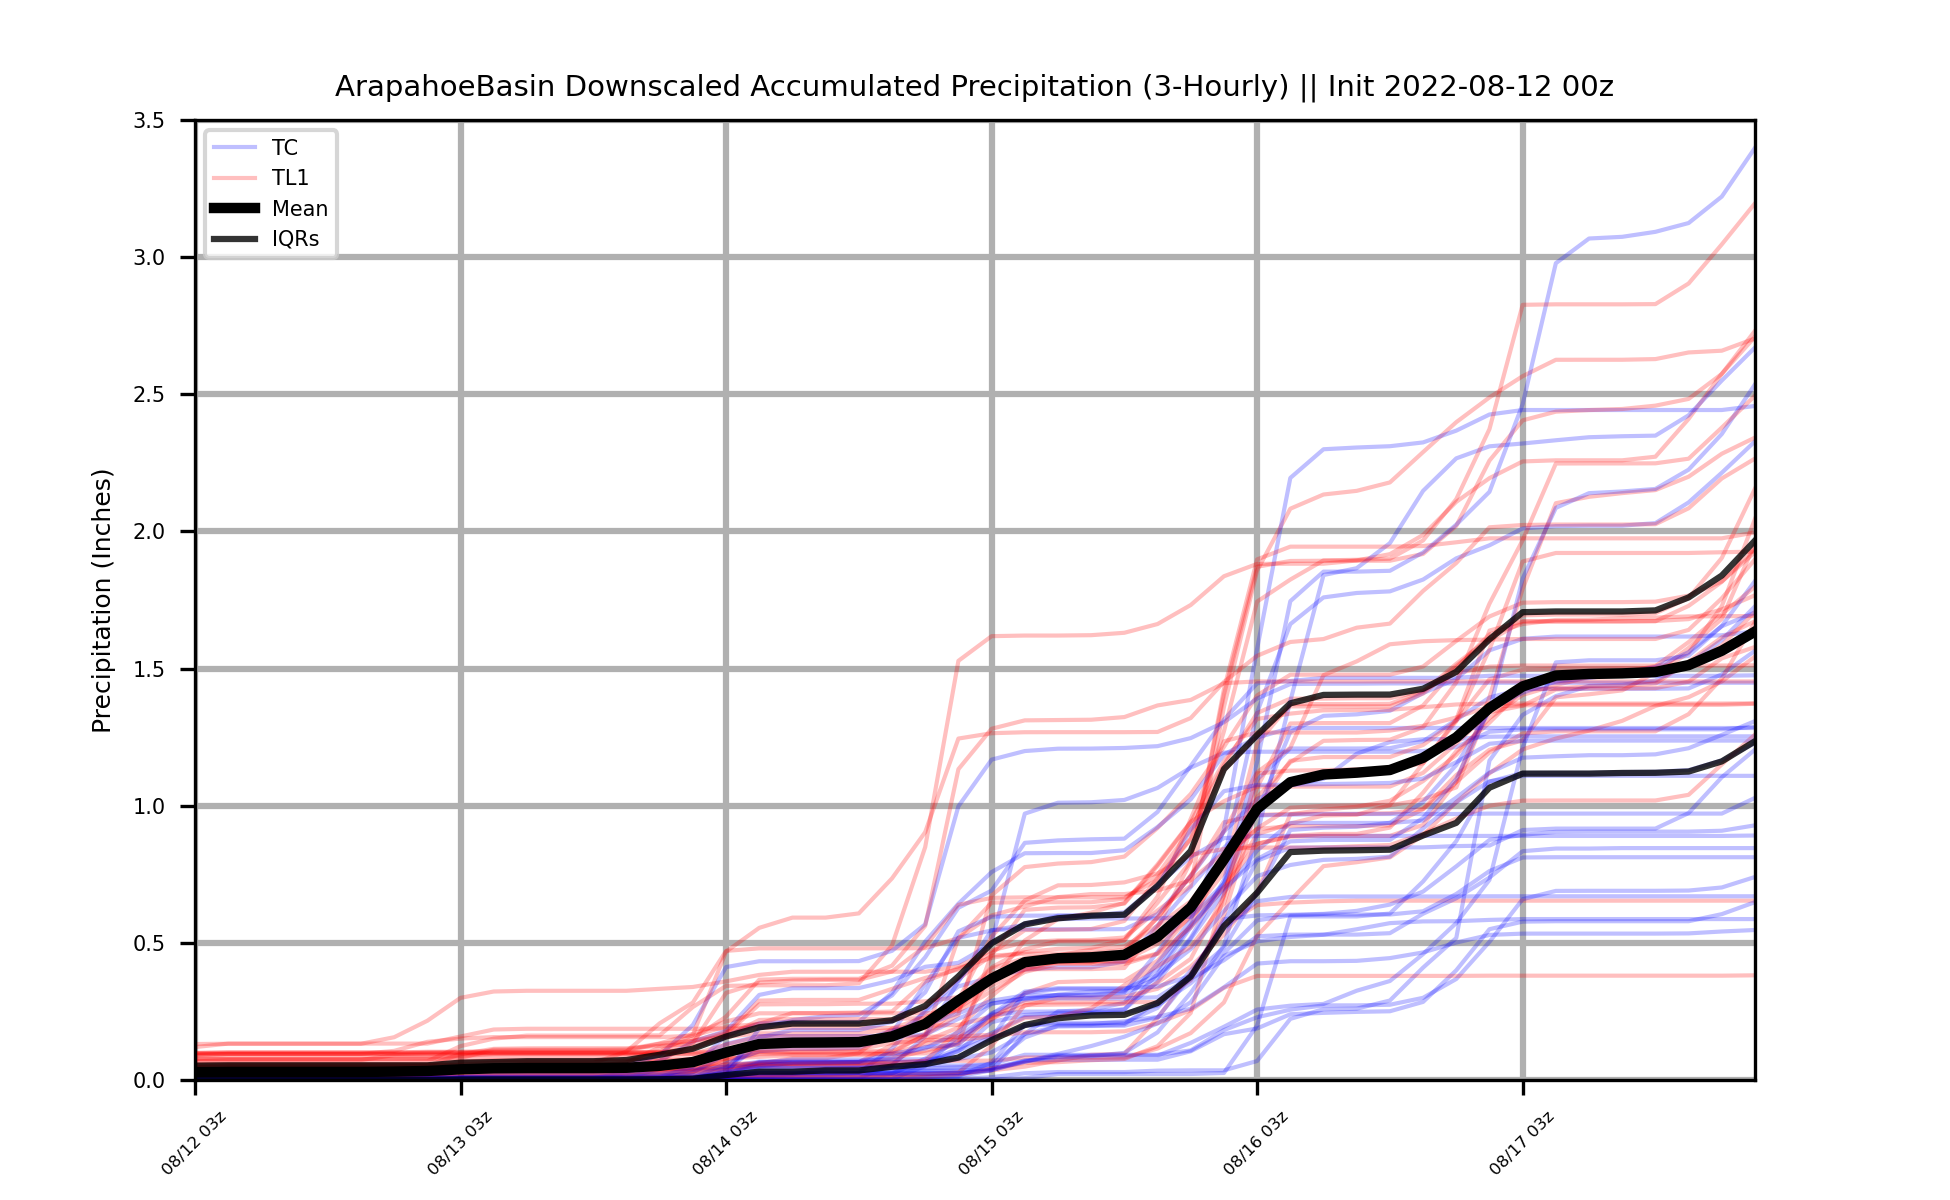 ArapahoeBasin Downscaled Accumulated Precipitation (3-Hourly) || Init 2022-08-12 00z
TC
TL1
Mean
IQRs
Precipitation (Inches)
3.5
3.0
2.5
2.0
1.5
1.0
0.5
0.0
08/12 03z
08/13 03z
08/14 03z
08/15 03z
08/16 03z
08/17 03z